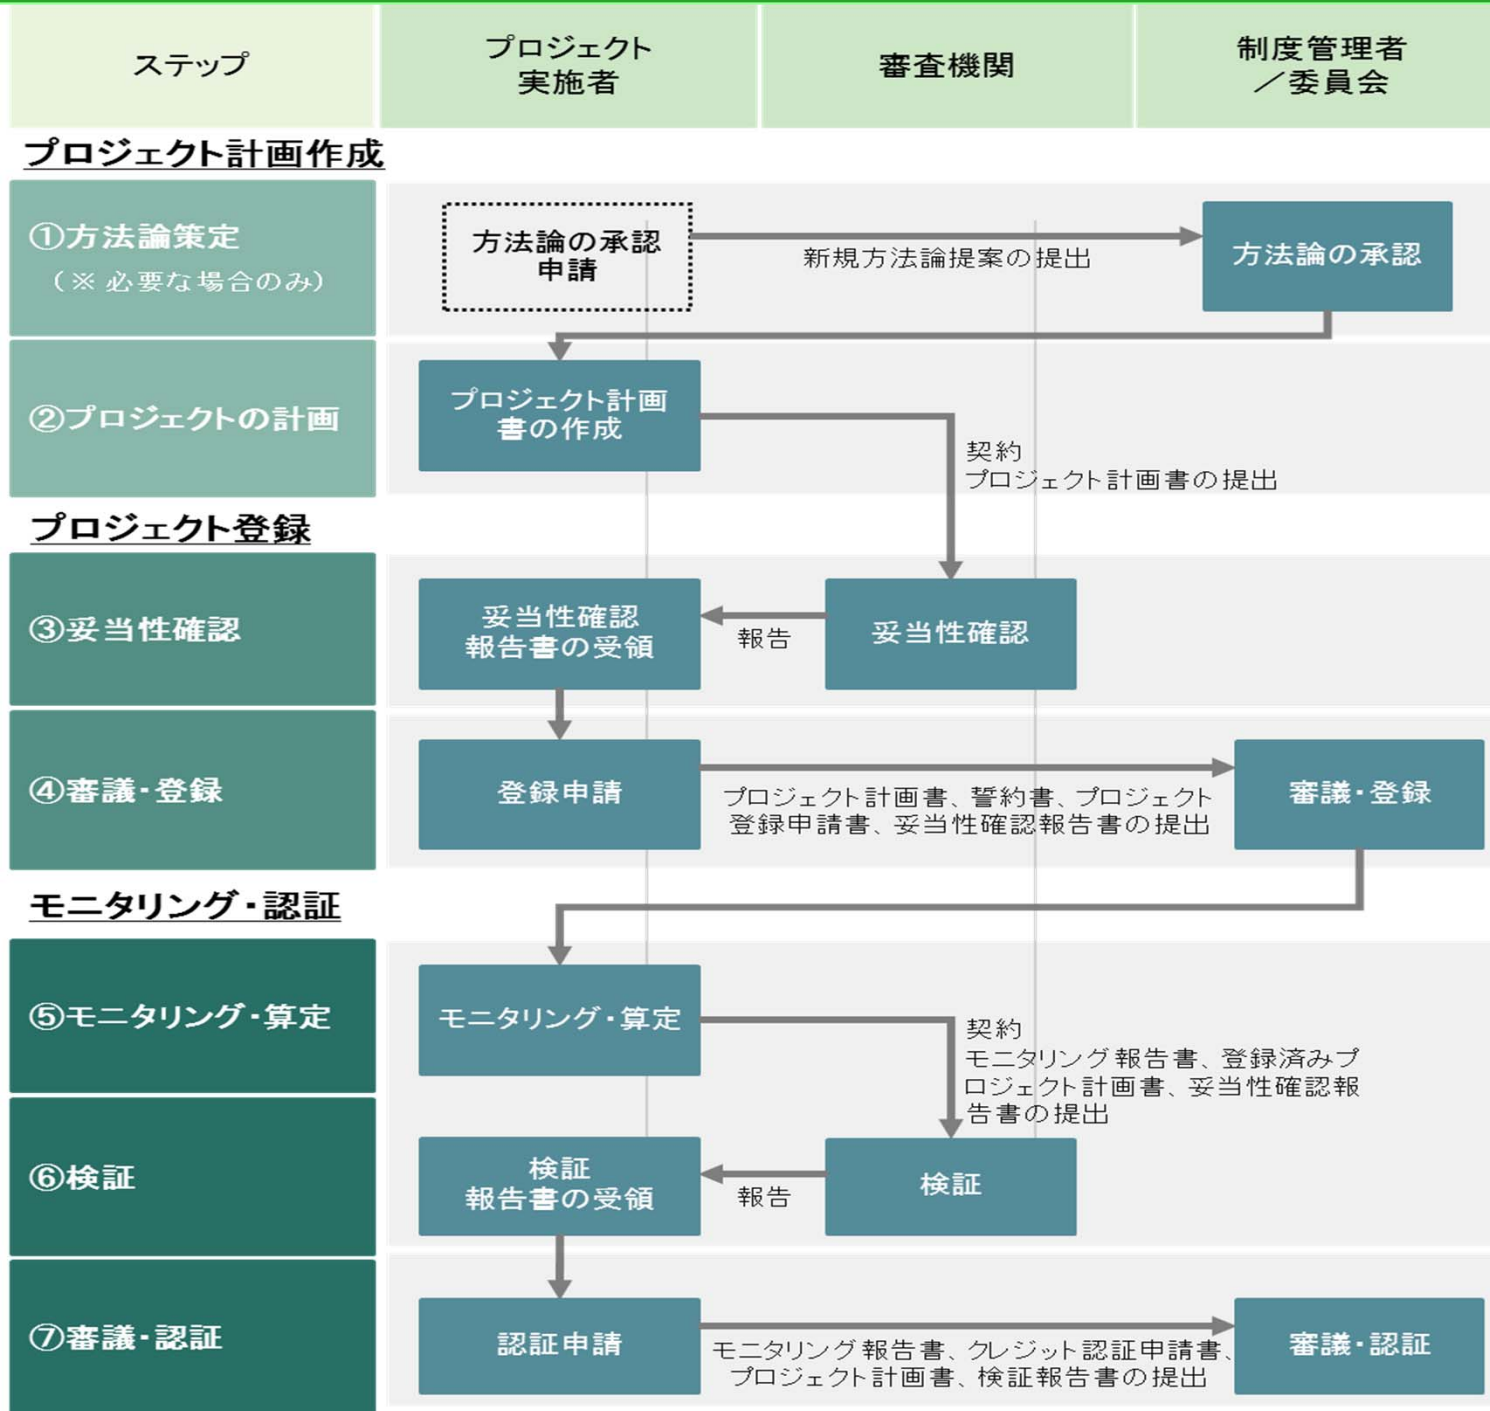 ステップ
プロジェクト
実施者
審査機関
制度管理者
／委員会
プロジェクト計画作成
①方法論策定
（※必要な場合のみ）
方法論の承認
申請
新規方法論提案の提出
方法論の承認
②プロジェクトの計画
プロジェクト計画
書の作成
契約
プロジェクト計画書の提出
プロジェクト登録
③妥当性確認
妥当性確認
報告書の受領
報告
妥当性確認
④審議・登録
登録申請
プロジェクト計画書、誓約書、プロジェクト
登録申請書、妥当性確認報告書の提出
審議・登録
モニタリング・認証
⑤モニタリング・算定
モニタリング・算定
契約
モニタリング報告書、登録済みプ
ロジェクト計画書、妥当性確認報
告書の提出
⑥検証
検証
報告書の受領
報告
検証
⑦審議・認証
認証申請
モニタリング報告書、クレジット認証申請書、
プロジェクト計画書、検証報告書の提出
審議・認証